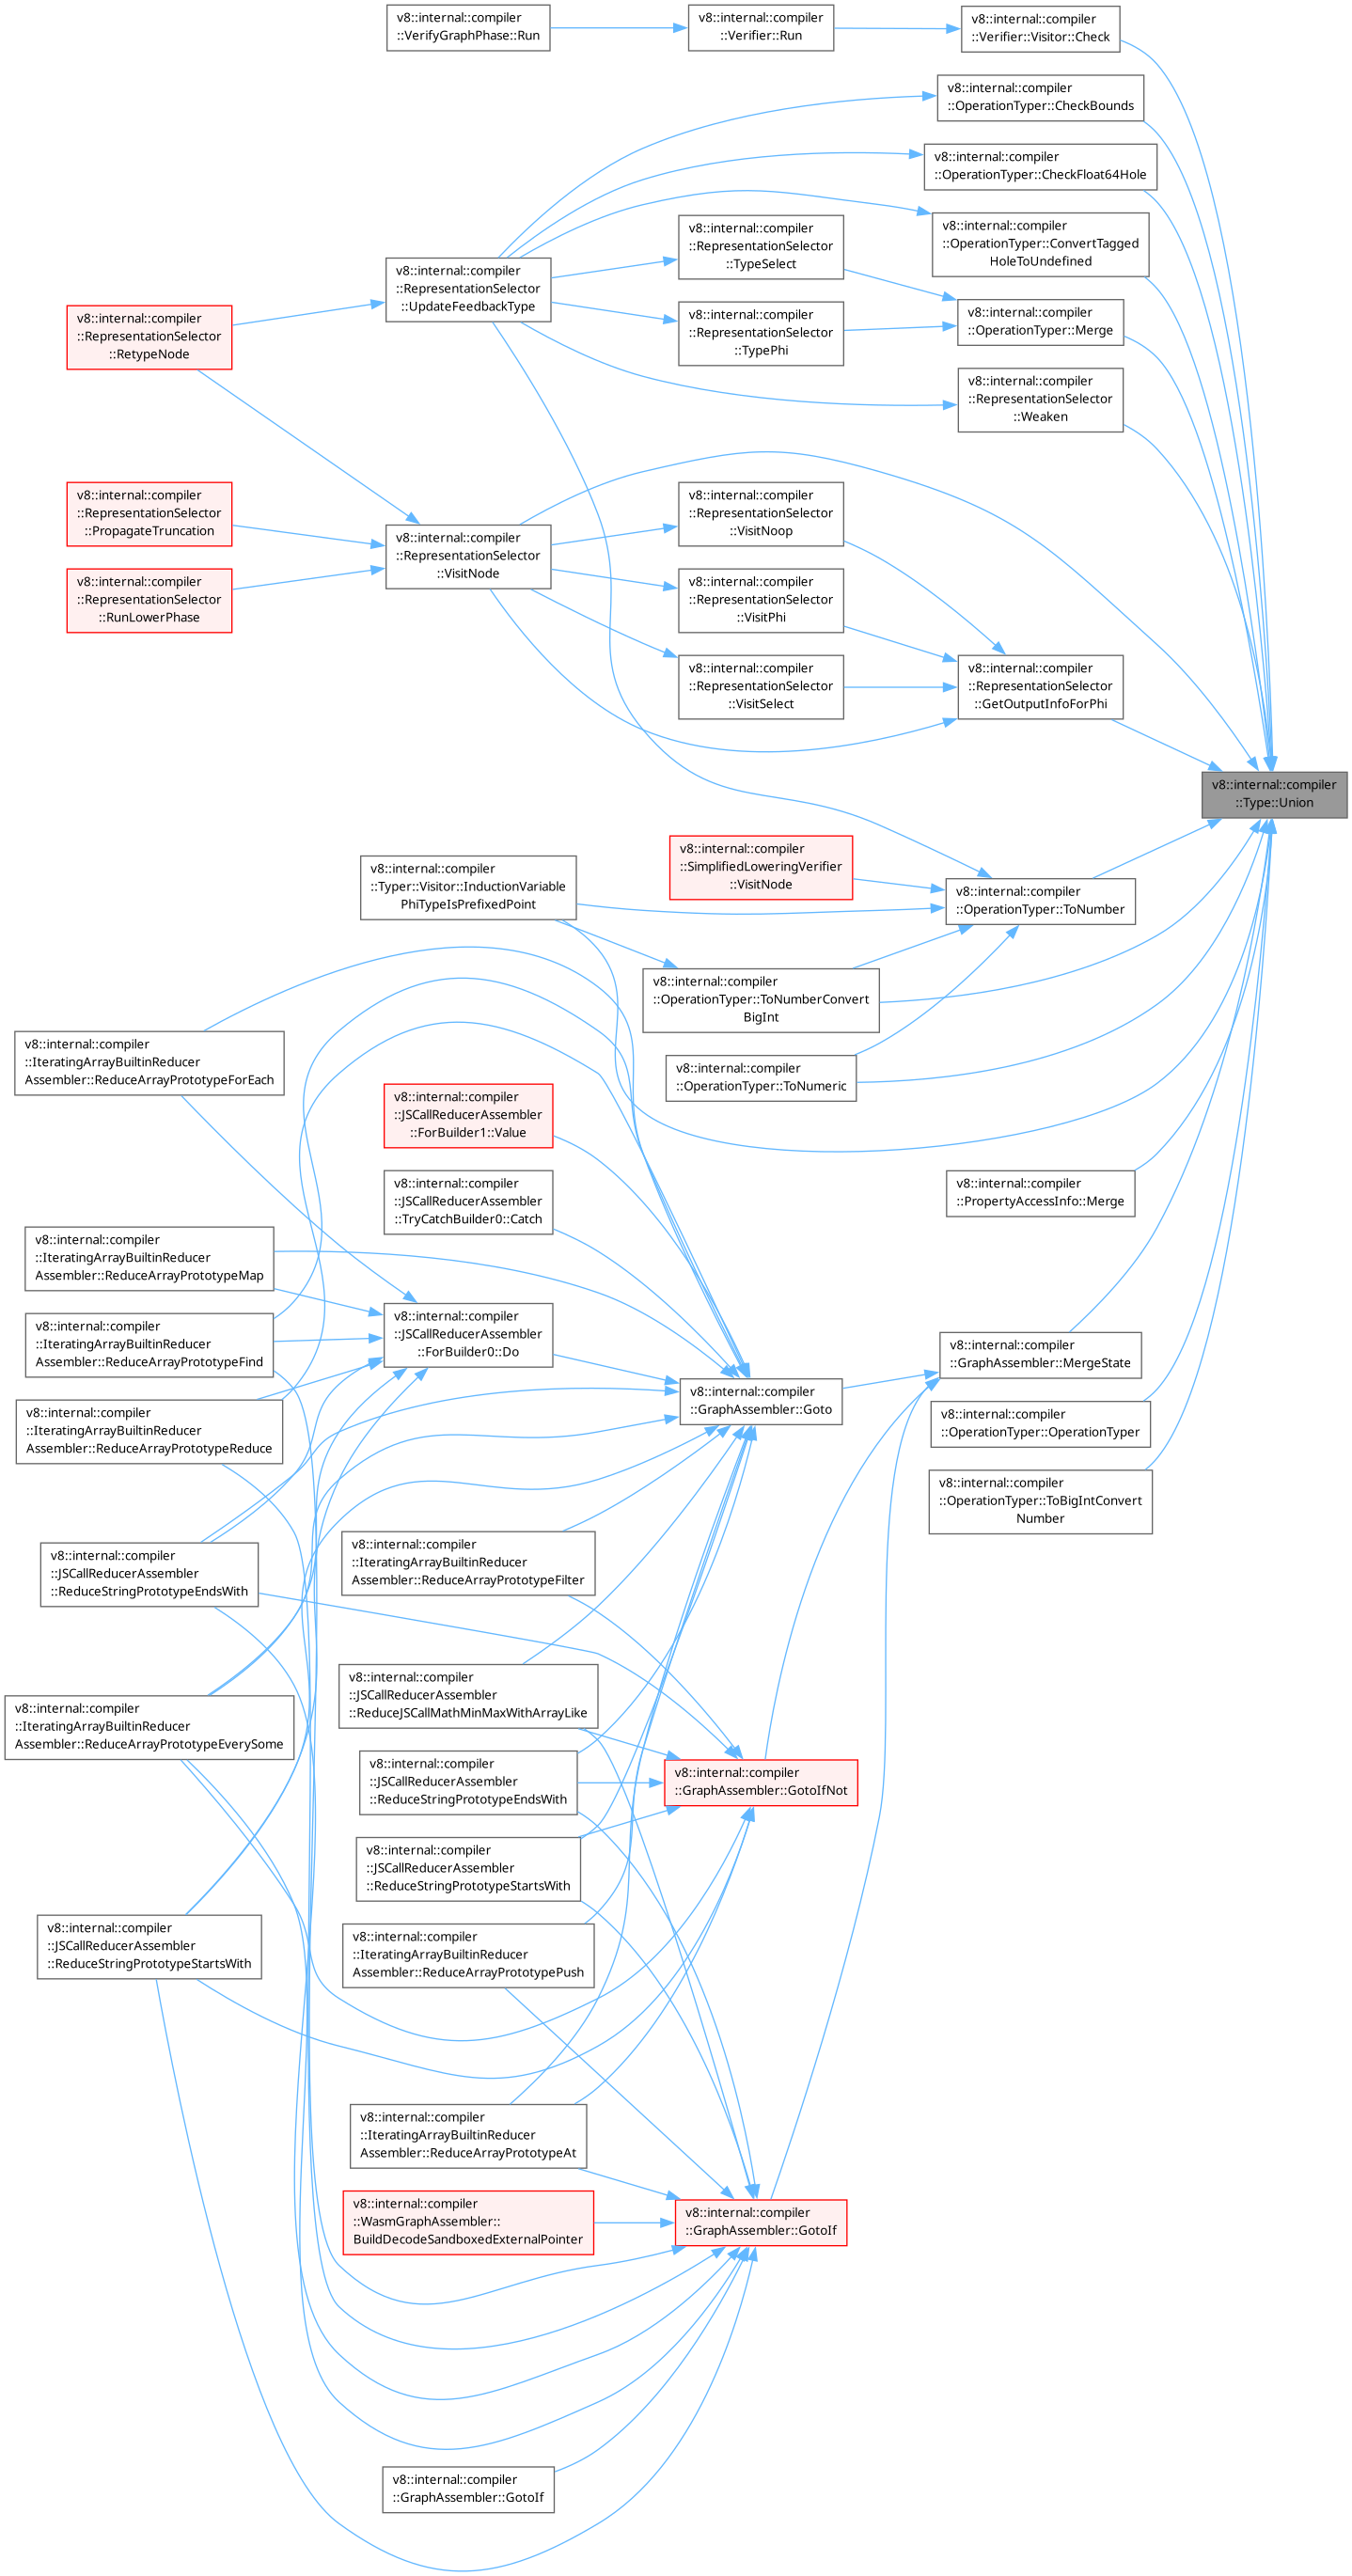 v8::internal::compiler
::VerifyGraphPhase::Run
v8::internal::compiler
::Verifier::Run
v8::internal::compiler
::Verifier::Visitor::Check
v8::internal::compiler
::OperationTyper::CheckBounds
v8::internal::compiler
::OperationTyper::CheckFloat64Hole
v8::internal::compiler
::OperationTyper::ConvertTagged
HoleToUndefined
v8::internal::compiler
::RepresentationSelector
::TypeSelect
v8::internal::compiler
::RepresentationSelector
::UpdateFeedbackType
v8::internal::compiler
::OperationTyper::Merge
v8::internal::compiler
::RepresentationSelector
::TypePhi
v8::internal::compiler
::RepresentationSelector
::RetypeNode
v8::internal::compiler
::RepresentationSelector
::Weaken
v8::internal::compiler
::RepresentationSelector
::PropagateTruncation
v8::internal::compiler
::RepresentationSelector
::VisitNoop
v8::internal::compiler
::RepresentationSelector
::VisitNode
v8::internal::compiler
::RepresentationSelector
::RunLowerPhase
v8::internal::compiler
::RepresentationSelector
::VisitPhi
v8::internal::compiler
::RepresentationSelector
::VisitSelect
v8::internal::compiler
::RepresentationSelector
::GetOutputInfoForPhi
v8::internal::compiler
::Type::Union
v8::internal::compiler
::SimplifiedLoweringVerifier
::VisitNode
v8::internal::compiler
::Typer::Visitor::InductionVariable
PhiTypeIsPrefixedPoint
v8::internal::compiler
::OperationTyper::ToNumber
v8::internal::compiler
::OperationTyper::ToNumberConvert
BigInt
v8::internal::compiler
::IteratingArrayBuiltinReducer
Assembler::ReduceArrayPrototypeForEach
v8::internal::compiler
::OperationTyper::ToNumeric
v8::internal::compiler
::JSCallReducerAssembler
::ForBuilder1::Value
v8::internal::compiler
::JSCallReducerAssembler
::TryCatchBuilder0::Catch
v8::internal::compiler
::PropertyAccessInfo::Merge
v8::internal::compiler
::IteratingArrayBuiltinReducer
Assembler::ReduceArrayPrototypeMap
v8::internal::compiler
::JSCallReducerAssembler
::ForBuilder0::Do
v8::internal::compiler
::IteratingArrayBuiltinReducer
Assembler::ReduceArrayPrototypeFind
v8::internal::compiler
::GraphAssembler::MergeState
v8::internal::compiler
::GraphAssembler::Goto
v8::internal::compiler
::IteratingArrayBuiltinReducer
Assembler::ReduceArrayPrototypeReduce
v8::internal::compiler
::OperationTyper::OperationTyper
v8::internal::compiler
::OperationTyper::ToBigIntConvert
Number
v8::internal::compiler
::JSCallReducerAssembler
::ReduceStringPrototypeEndsWith
v8::internal::compiler
::IteratingArrayBuiltinReducer
Assembler::ReduceArrayPrototypeFilter
v8::internal::compiler
::JSCallReducerAssembler
::ReduceJSCallMathMinMaxWithArrayLike
v8::internal::compiler
::IteratingArrayBuiltinReducer
Assembler::ReduceArrayPrototypeEverySome
v8::internal::compiler
::JSCallReducerAssembler
::ReduceStringPrototypeEndsWith
v8::internal::compiler
::GraphAssembler::GotoIfNot
v8::internal::compiler
::JSCallReducerAssembler
::ReduceStringPrototypeStartsWith
v8::internal::compiler
::JSCallReducerAssembler
::ReduceStringPrototypeStartsWith
v8::internal::compiler
::IteratingArrayBuiltinReducer
Assembler::ReduceArrayPrototypePush
v8::internal::compiler
::IteratingArrayBuiltinReducer
Assembler::ReduceArrayPrototypeAt
v8::internal::compiler
::WasmGraphAssembler::
BuildDecodeSandboxedExternalPointer
v8::internal::compiler
::GraphAssembler::GotoIf
v8::internal::compiler
::GraphAssembler::GotoIf